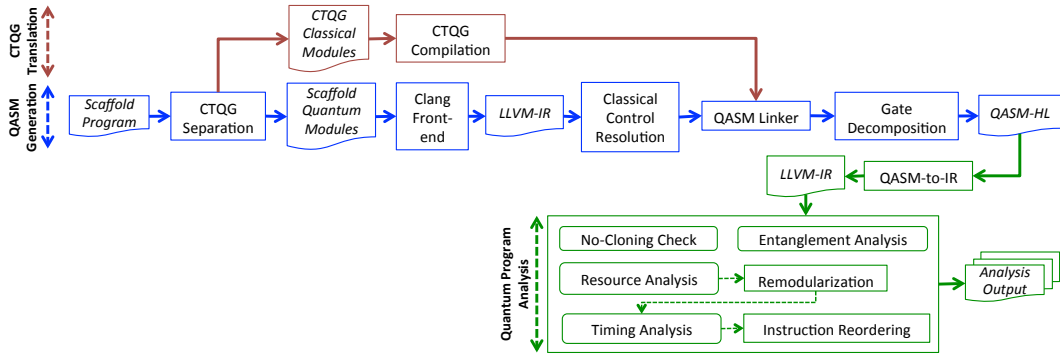 CTQG
Translation
CTQG
Classical
Modules
CTQG
Compilation
QASM
Generation
Scaffold
Program
CTQG
Separation
Scaffold
Quantum
Modules
Clang
Front-
end
LLVM-IR
Classical
Control
Resolution
QASM Linker
Gate
Decomposition
QASM-HL
LLVM-IR
QASM-to-IR
Quantum Program
Analysis
No-Cloning Check
Entanglement Analysis
Resource Analysis
Remodularization
Timing Analysis
Instruction Reordering
Analysis
Output